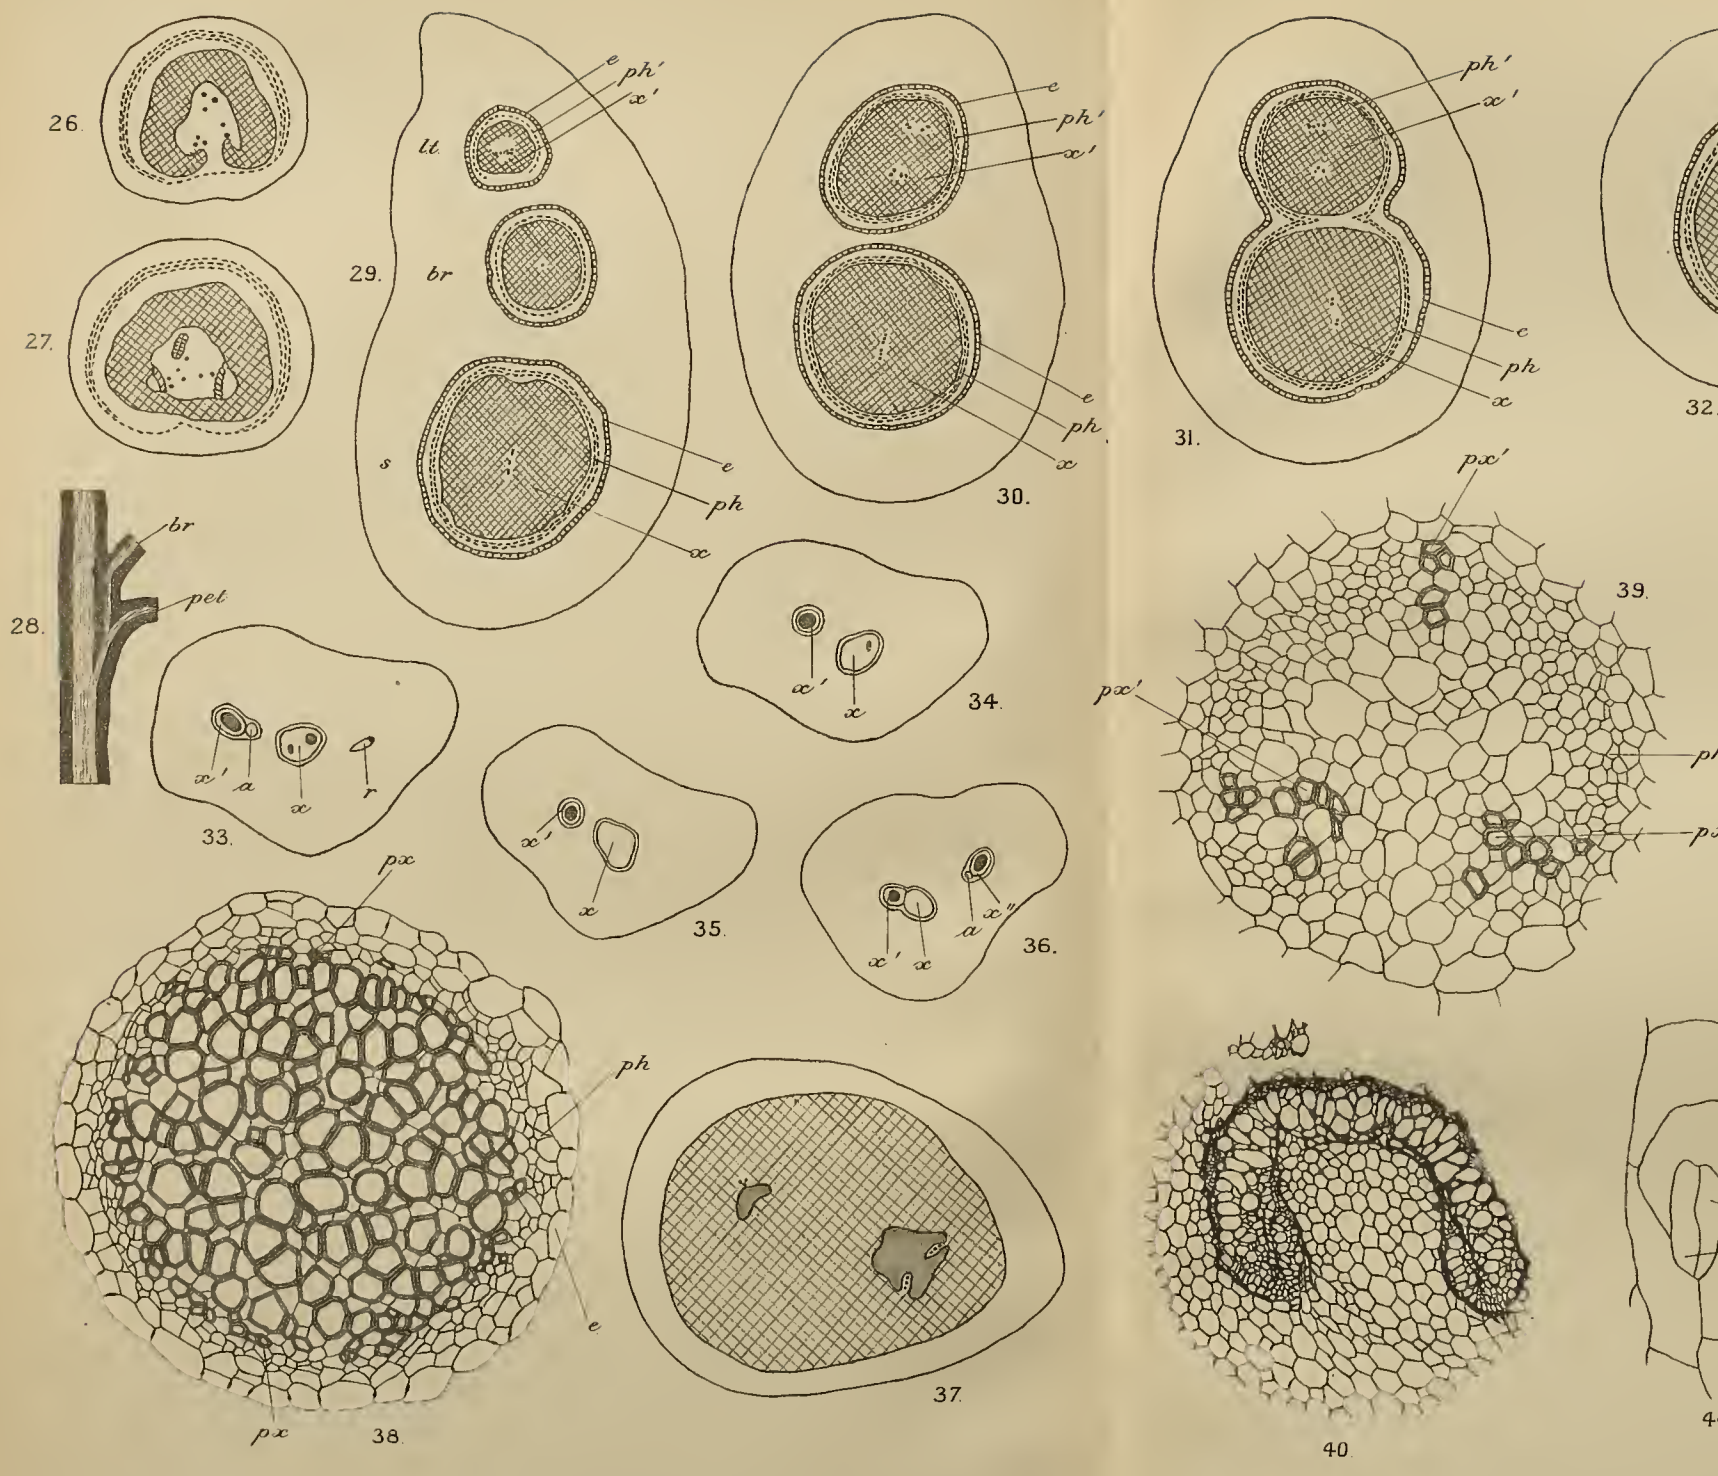 26.
27.
28.
br
pet
29.
lt.
br
s
e
ph'
x'
e
ph
x
30.
e
ph'
x'
e
ph
x
31.
ph'
x'
e
ph
x
32.
33.
x'
a
x
r
34.
x'
x
35.
x'
x
36.
x'
x
a
x"
37.
38.
px
ph
e
px
39.
px'
px'
40.